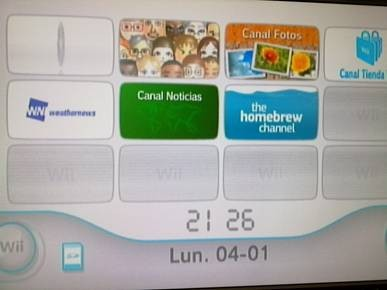 Canal Fotos
Canal Tienda
WN weathernews
Canal Noticias
the
homebrew
channel
Wii
Wii
Wii
Wii
Wii
21 26
Wii
Lun. 04-01